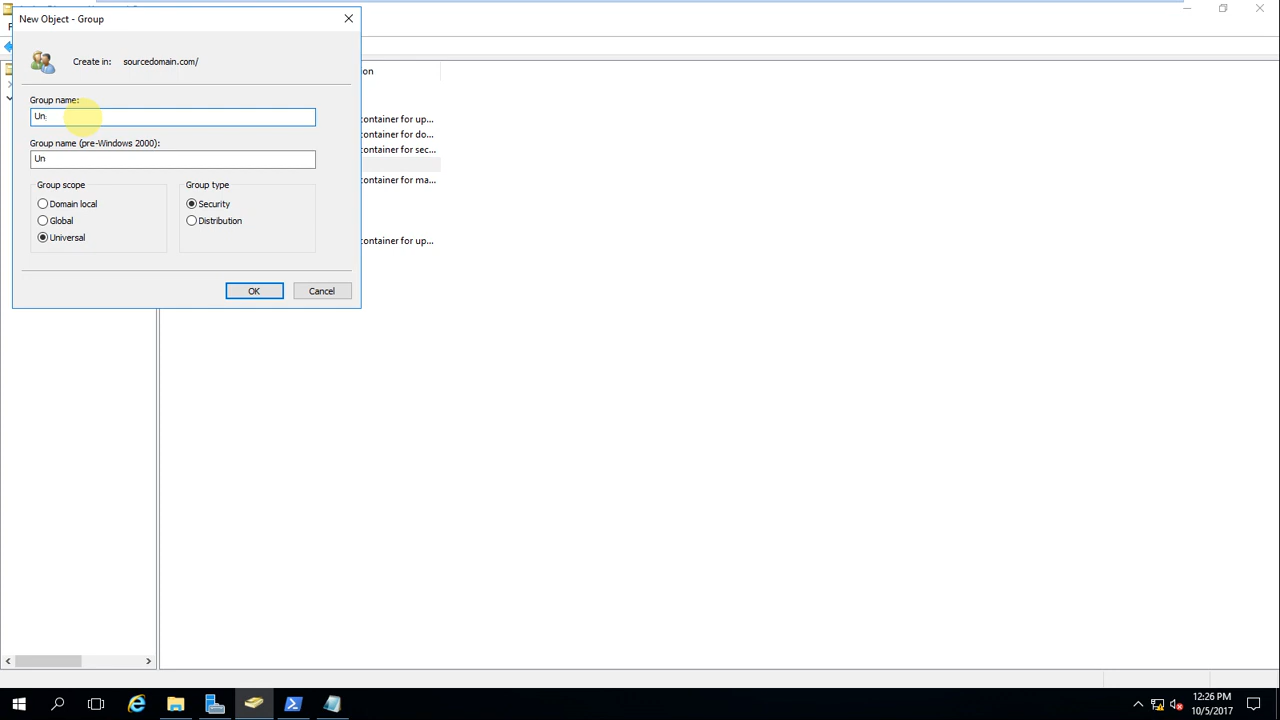 New Object - Group
Create in: sourcedomain.com/
on
Group name:
Un
container for up...
container for do...
Group name (pre-Windows 2000):
container for sec...
Un
container for ma...
Group scope
Group type
Domain local
Security
Global
Distribution
Universal
container for up...
OK
Cancel
12:26 PM
10/5/2017